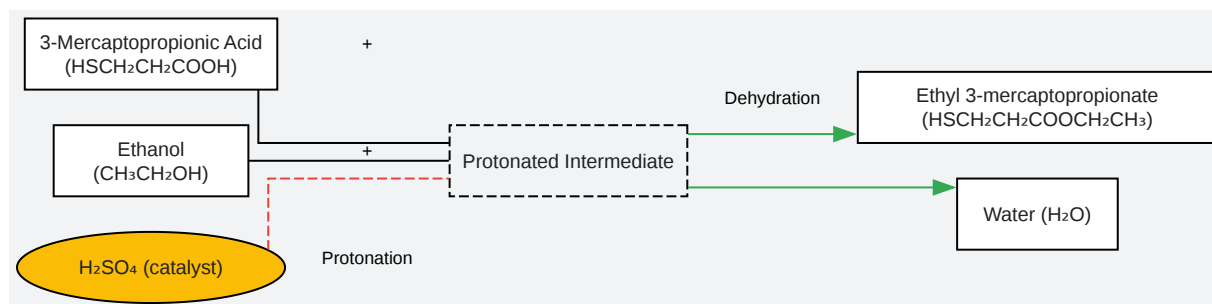 3-Mercaptopropionic Acid
(HSCH₂CH₂COOH)
+
Ethanol
(CH₃CH₂OH)
+
H₂SO₄ (catalyst)
Protonation
Protonated Intermediate
Dehydration
Ethyl 3-mercaptopropionate
(HSCH₂CH₂COOCH₂CH₃)
Water (H₂O)